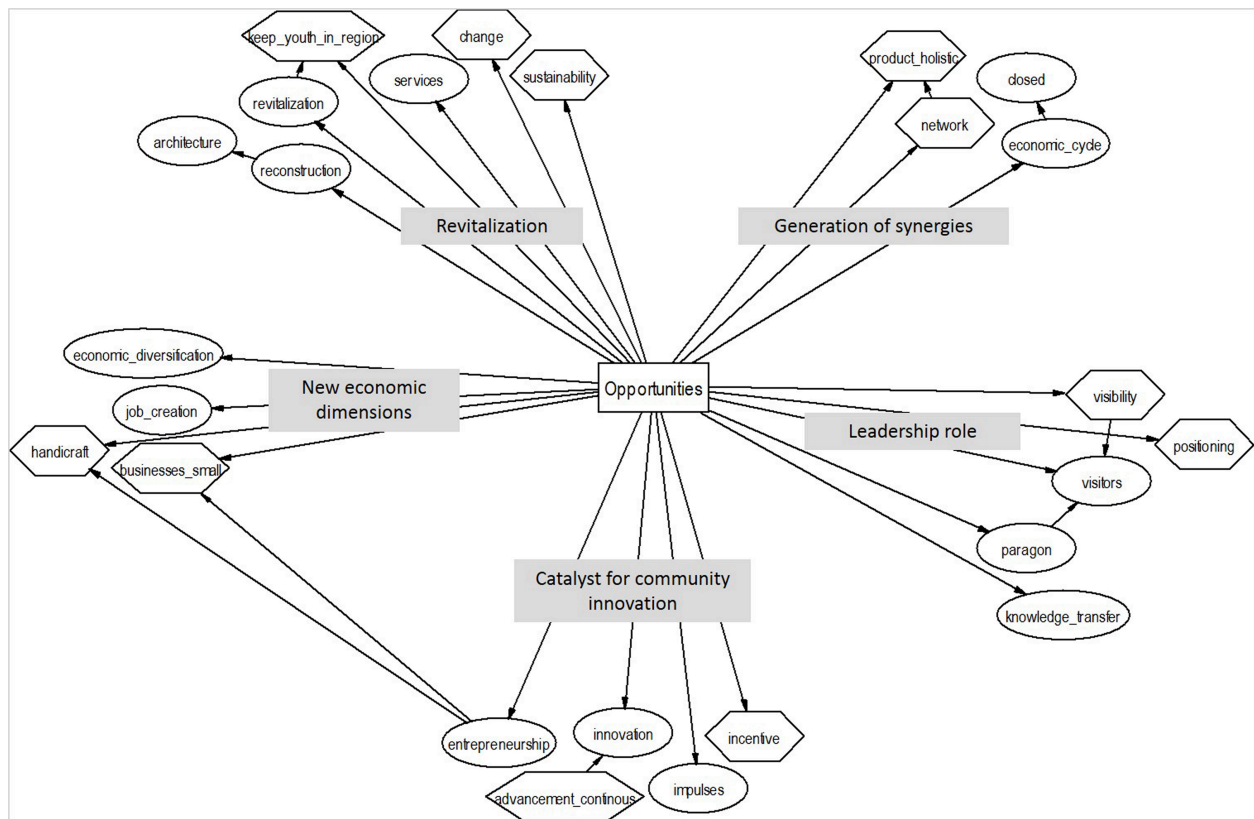 keep_youth_in_region
change
services
sustainability
revitalization
architecture
reconstruction
Revitalization
product_holistic
closed
network
economic_cycle
Generation of synergies
economic_diversification
job_creation
handicraft
businesses_small
New economic
dimensions
Opportunities
visibility
Leadership role
positioning
visitors
paragon
knowledge_transfer
Catalyst for community
innovation
entrepreneurship
innovation
incentive
advancement_continous
impulses